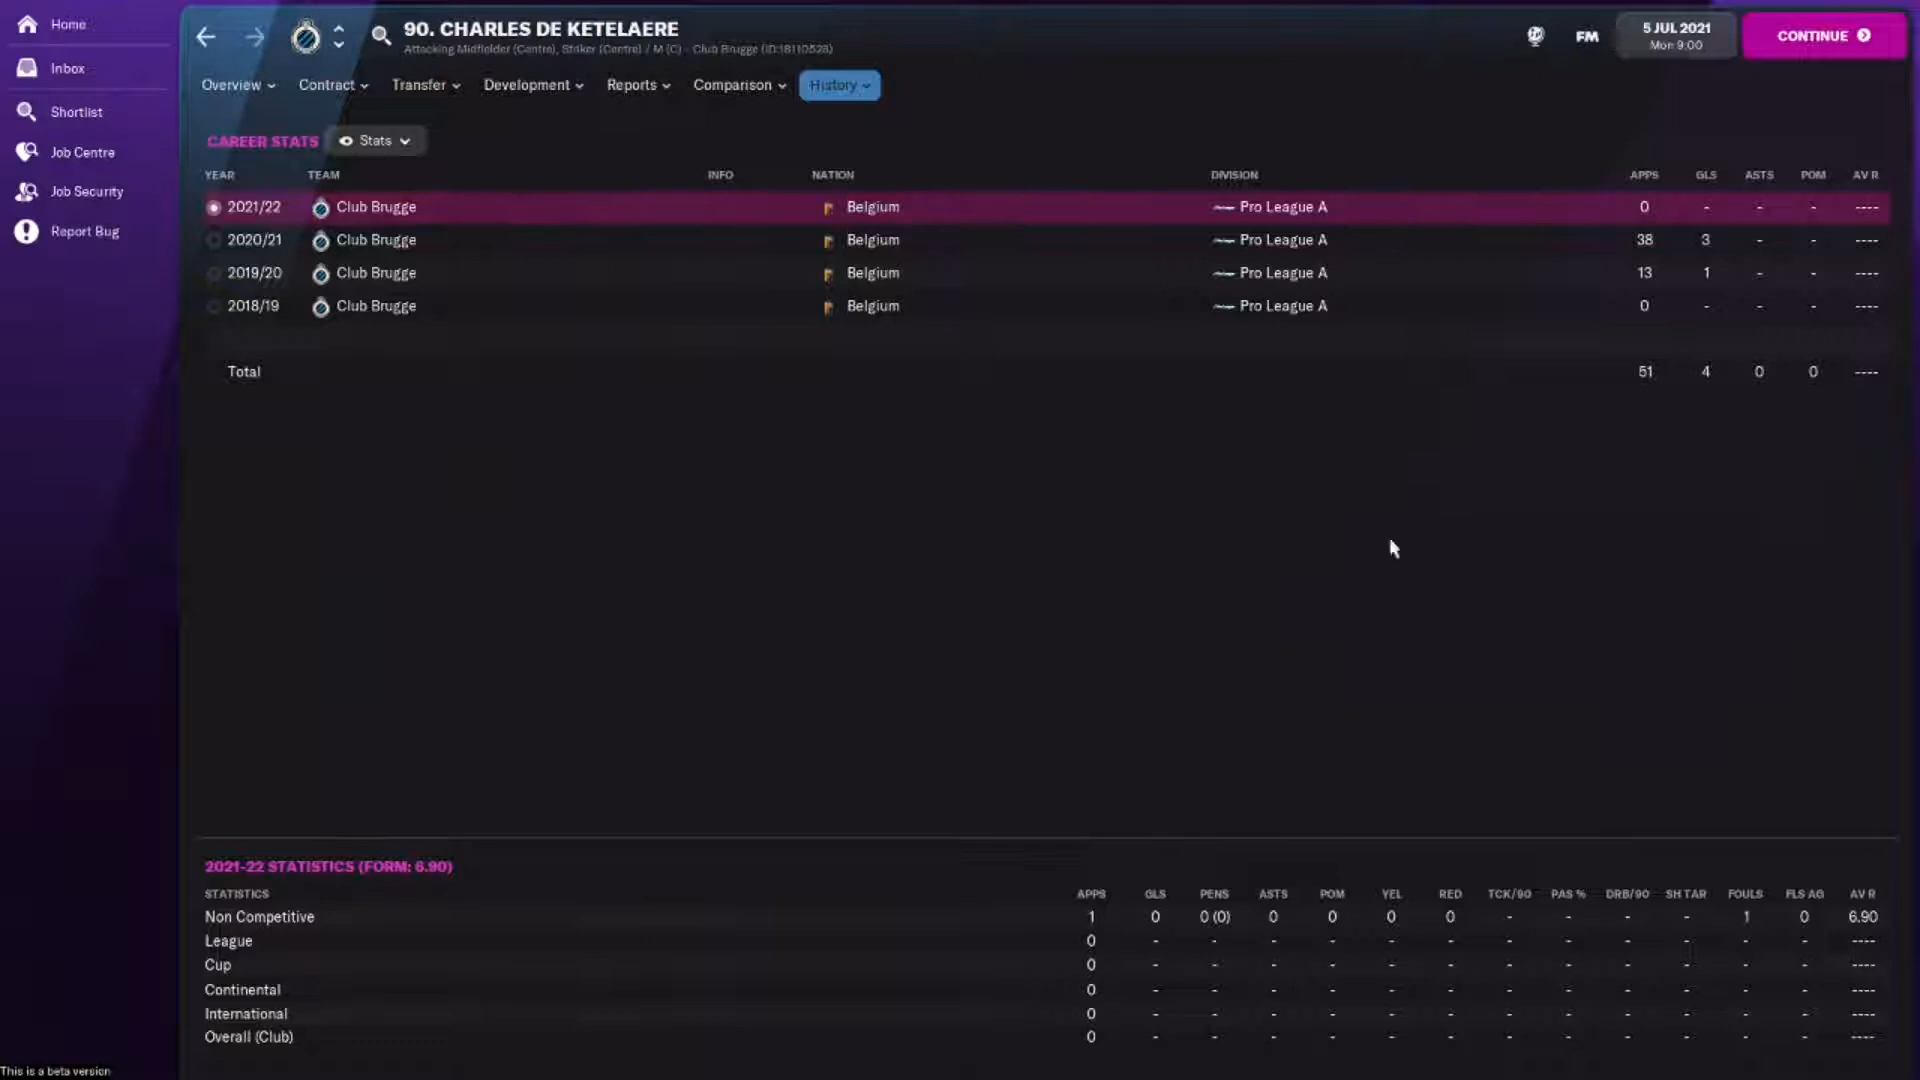 Home
Inbox
Shortlist
Job Centre
Job Security
Report Bug
90. CHARLES DE KETELAERE
Attacking Midfielder (Centre), Striker (Centre) / M (C) - Club Brugge (ID:18110528)
FM
5 JUL 2021
Mon 9:00
CONTINUE
Overview Contract Transfer Development Reports Comparison History
CAREER STATS Stats
YEAR TEAM INFO NATION DIVISION APPS GLS ASTS POM AV R
2021/22 Club Brugge Belgium Pro League A 0 - - - ----
2020/21 Club Brugge Belgium Pro League A 38 3 - - ----
2019/20 Club Brugge Belgium Pro League A 13 1 - - ----
2018/19 Club Brugge Belgium Pro League A 0 - - - ----
Total 51 4 0 0 ----
2021-22 STATISTICS (FORM: 6.90)
STATISTICS APPS GLS PENS ASTS POM YEL RED TCK/90 PAS % DRB/90 SH TAR FOULS FLS AG AV R
Non Competitive 1 0 0 (0) 0 0 0 0 - - - - 1 0 6.90
League 0 - - - - - - - - - - - - ----
Cup 0 - - - - - - - - - - - - ----
Continental 0 - - - - - - - - - - - - ----
International 0 - - - - - - - - - - - - ----
Overall (Club) 0 - - - - - - - - - - - - ----
This is a beta version